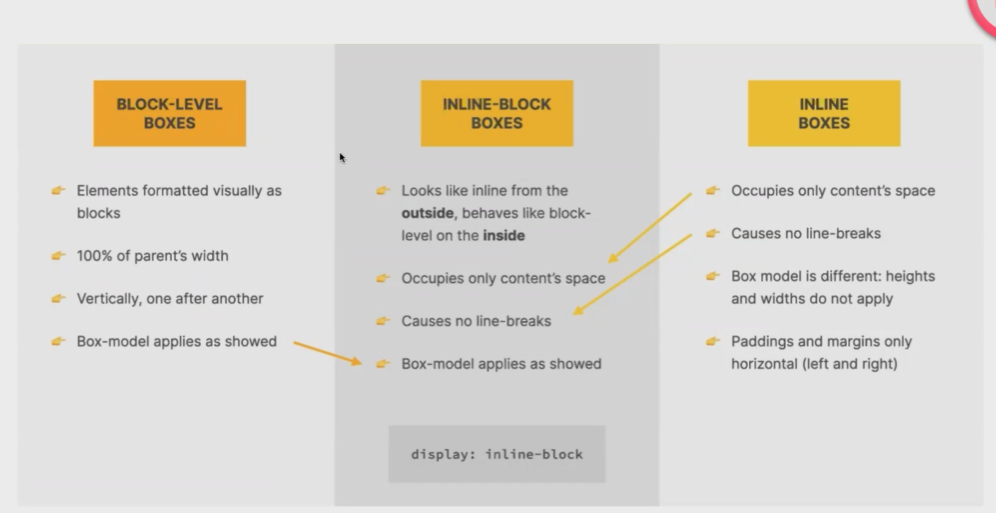 BLOCK-LEVEL
BOXES
Elements formatted visually as
blocks
100% of parent's width
Vertically, one after another
Box-model applies as showed
INLINE-BLOCK
BOXES
Looks like inline from the
outside, behaves like block-
level on the inside
Occupies only content's space
Causes no line-breaks
Box-model applies as showed
display: inline-block
INLINE
BOXES
Occupies only content's space
Causes no line-breaks
Box model is different: heights
and widths do not apply
Paddings and margins only
horizontal (left and right)